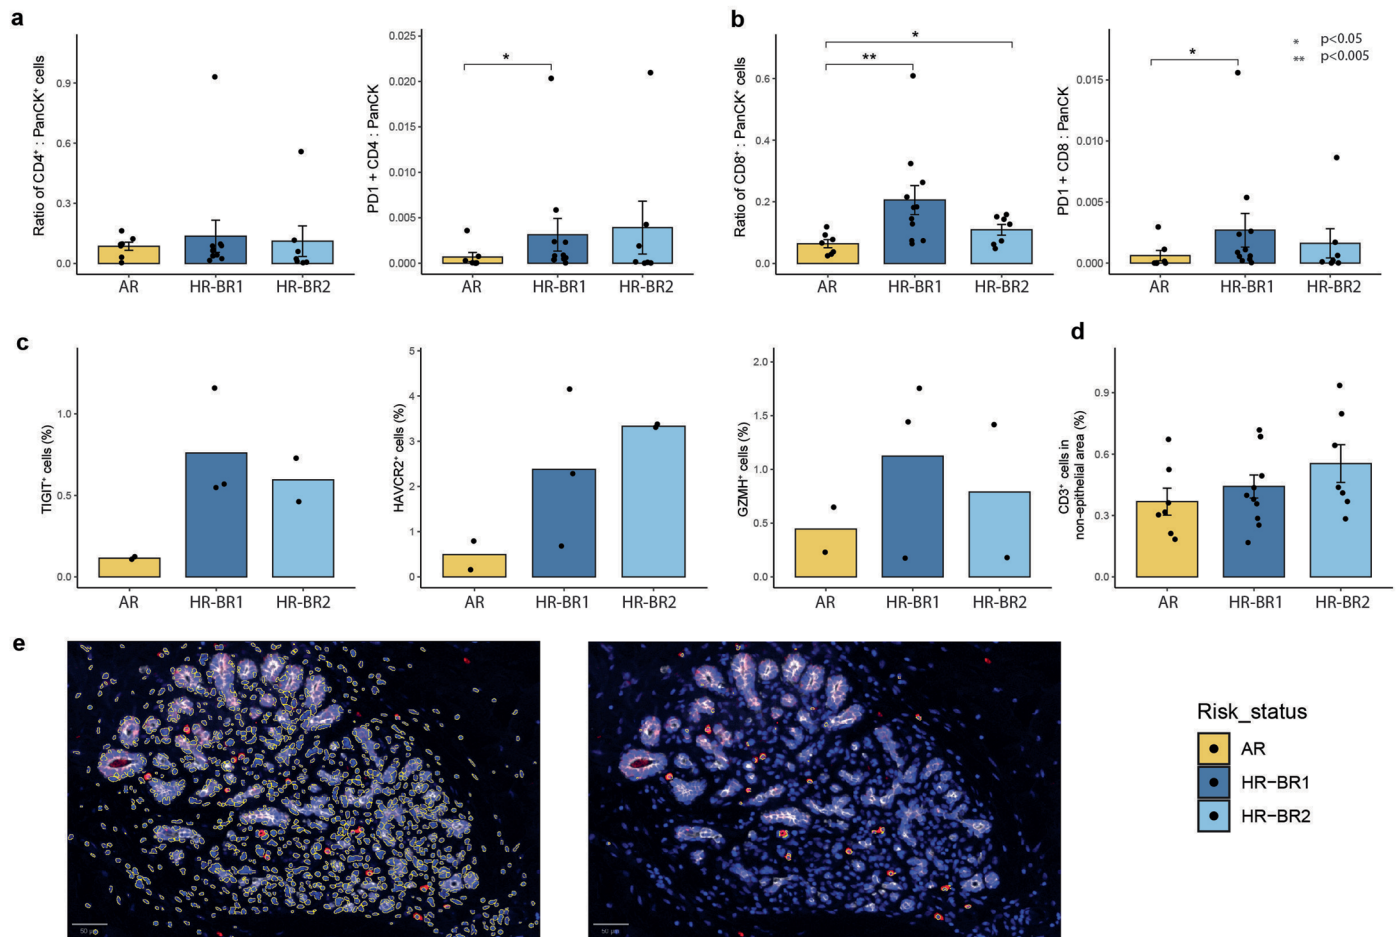 a
Ratio of CD4⁺ : PanCK⁺ cells
0.9
0.6
0.3
0.0
AR
HR-BR1
HR-BR2
PD1 + CD4 : PanCK
0.025
0.020
0.015
0.010
0.005
0.000
*
AR
HR-BR1
HR-BR2
b
Ratio of CD8⁺ : PanCK⁺ cells
0.6
0.4
0.2
0.0
*
**
AR
HR-BR1
HR-BR2
PD1 + CD8 : PanCK
0.015
0.010
0.005
0.000
*
* p<0.05
** p<0.005
AR
HR-BR1
HR-BR2
c
TIGIT⁺ cells (%)
1.0
0.5
0.0
AR
HR-BR1
HR-BR2
HAVCR2⁺ cells (%)
5
4
3
2
1
0
AR
HR-BR1
HR-BR2
GZMH⁺ cells (%)
2.0
1.5
1.0
0.5
0.0
AR
HR-BR1
HR-BR2
d
CD3⁺ cells in
non-epithelial area (%)
0.9
0.6
0.3
0.0
AR
HR-BR1
HR-BR2
e
50 µm
50 µm
Risk_status
AR
HR−BR1
HR−BR2